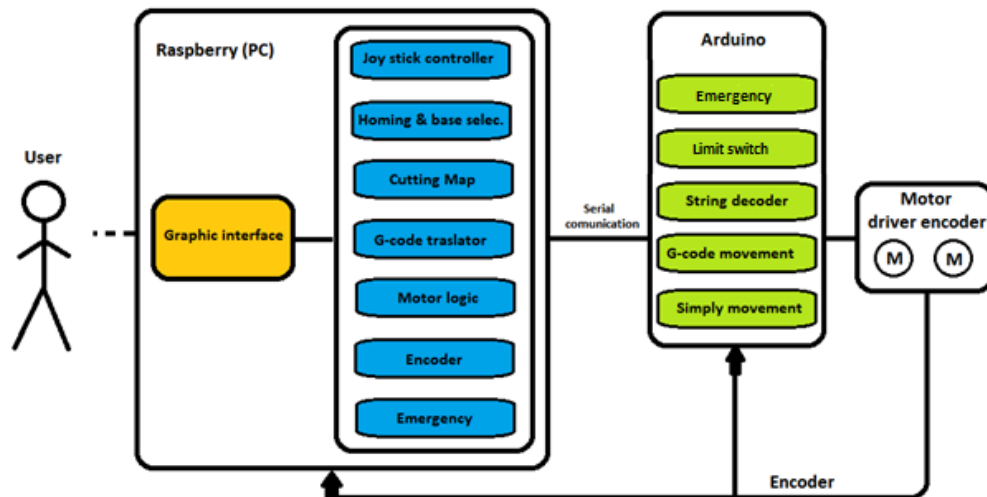 Raspberry (PC)
Joy stick controller
Homing & base selec.
Cutting Map
G-code traslator
Motor logic
Encoder
Emergency
User
Graphic interface
Serial
comunication
Arduino
Emergency
Limit switch
String decoder
G-code movement
Simply movement
Motor
driver encoder
M
M
Encoder